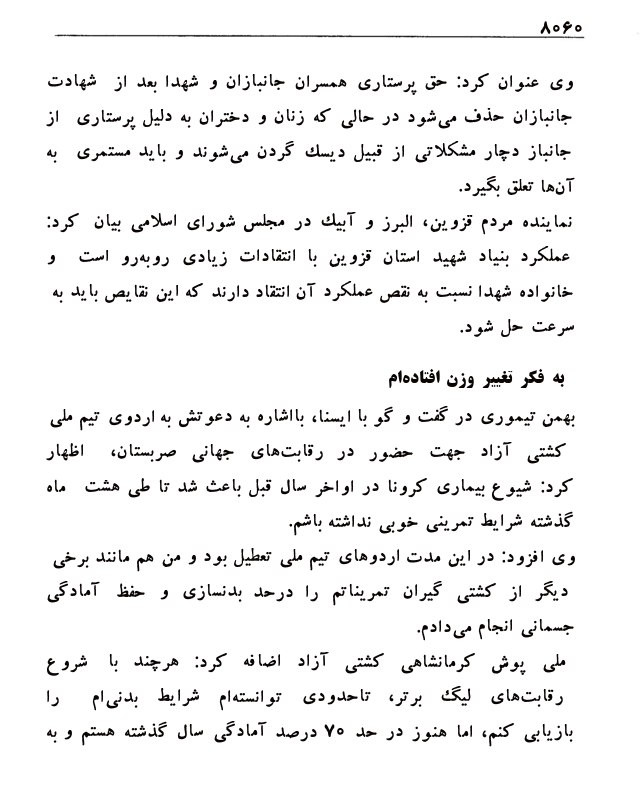 ۸۰۶۰
وی عنوان کرد: حق پرستاری همسران جانبازان و شهدا بعد از شهادت
جانبازان حذف می‌شود در حالی که زنان و دختران به دلیل پرستاری از
جانباز دچار مشکلاتی از قبیل دیسک گردن می‌شوند و باید مستمری به
آن‌ها تعلق بگیرد.
نماینده مردم قزوین، البرز و آبیک در مجلس شورای اسلامی بیان کرد:
عملکرد بنیاد شهید استان قزوین با انتقادات زیادی روبه‌رو است و
خانواده شهدا نسبت به نقص عملکرد آن انتقاد دارند که این نقایص باید به
سرعت حل شود.
به فکر تغییر وزن افتاده‌ام
بهمن تیموری در گفت و گو با ایسنا، بااشاره به دعوتش به اردوی تیم ملی
کشتی آزاد جهت حضور در رقابت‌های جهانی صربستان، اظهار
کرد: شیوع بیماری کرونا در اواخر سال قبل باعث شد تا طی هشت ماه
گذشته شرایط تمرینی خوبی نداشته باشم.
وی افزود: در این مدت اردوهای تیم ملی تعطیل بود و من هم مانند برخی
دیگر از کشتی گیران تمریناتم را درحد بدنسازی و حفظ آمادگی
جسمانی انجام می‌دادم.
ملی پوش کرمانشاهی کشتی آزاد اضافه کرد: هرچند با شروع
رقابت‌های لیگ برتر، تاحدودی توانسته‌ام شرایط بدنی‌ام را
بازیابی کنم، اما هنوز در حد ۷۰ درصد آمادگی سال گذشته هستم و به